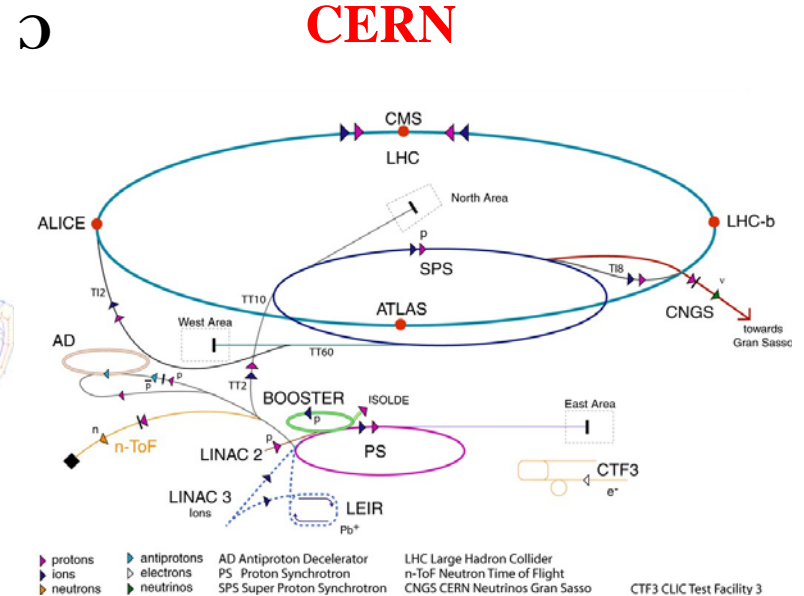 Ɔ
CERN
CMS
LHC
North Area
ALICE
LHC-b
p
SPS
TI8
TI2
TT10
ν
ATLAS
CNGS
West Area
towards
Gran Sasso
AD
TT60
p
p̅
TT2
BOOSTER
ISOLDE
East Area
p
n
n-ToF
p
LINAC 2
PS
CTF3
e-
LINAC 3
Ions
LEIR
Pb+
protons
ions
neutrons
antiprotons
electrons
neutrinos
AD Antiproton Decelerator
PS Proton Synchrotron
SPS Super Proton Synchrotron
LHC Large Hadron Collider
n-ToF Neutron Time of Flight
CNGS CERN Neutrinos Gran Sasso
CTF3 CLIC Test Facility 3